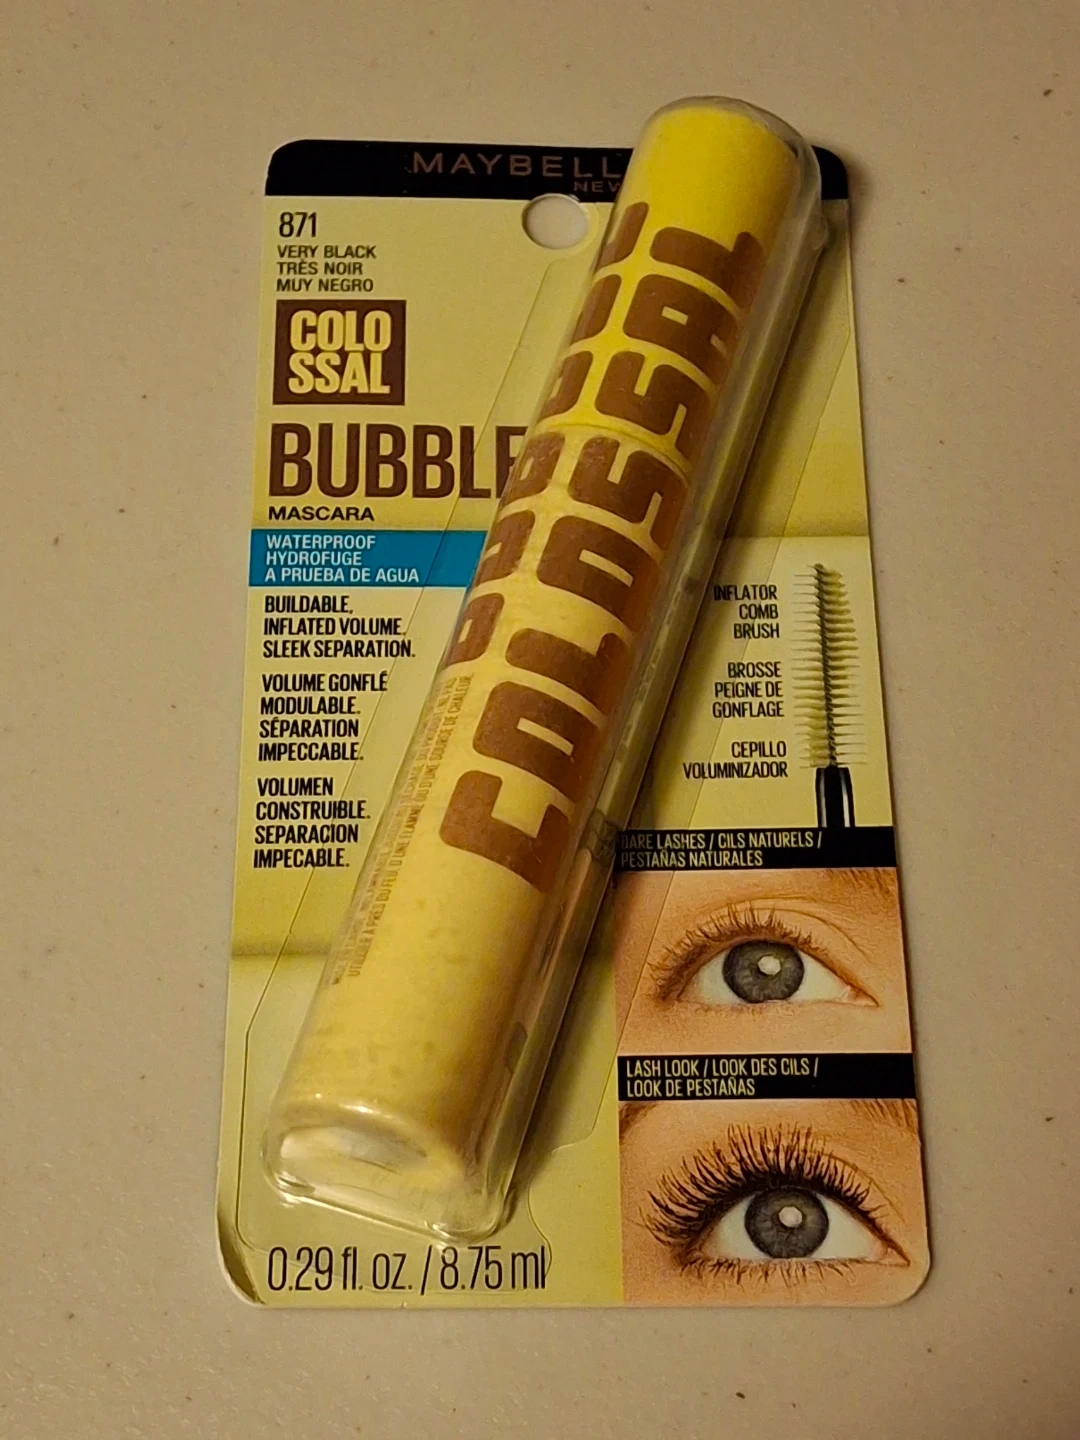 MAYBELL
NEW
871
VERY BLACK
TRÈS NOIR
MUY NEGRO
COLO
SSAL
BUBBLE
MASCARA
WATERPROOF
HYDROFUGE
A PRUEBA DE AGUA
BUILDABLE,
INFLATED VOLUME.
SLEEK SEPARATION.
VOLUME GONFLÉ
MODULABLE.
SÉPARATION
IMPECCABLE.
VOLUMEN
CONSTRUIBLE.
SEPARACIÓN
IMPECABLE.
COLOSSAL
INFLATOR
COMB
BRUSH
BROSSE
PEIGNE DE
GONFLAGE
CEPILLO
VOLUMINIZADOR
BARE LASHES / CILS NATURELS /
PESTAÑAS NATURALES
LASH LOOK / LOOK DES CILS /
LOOK DE PESTAÑAS
0.29 fl. oz. / 8.75 ml